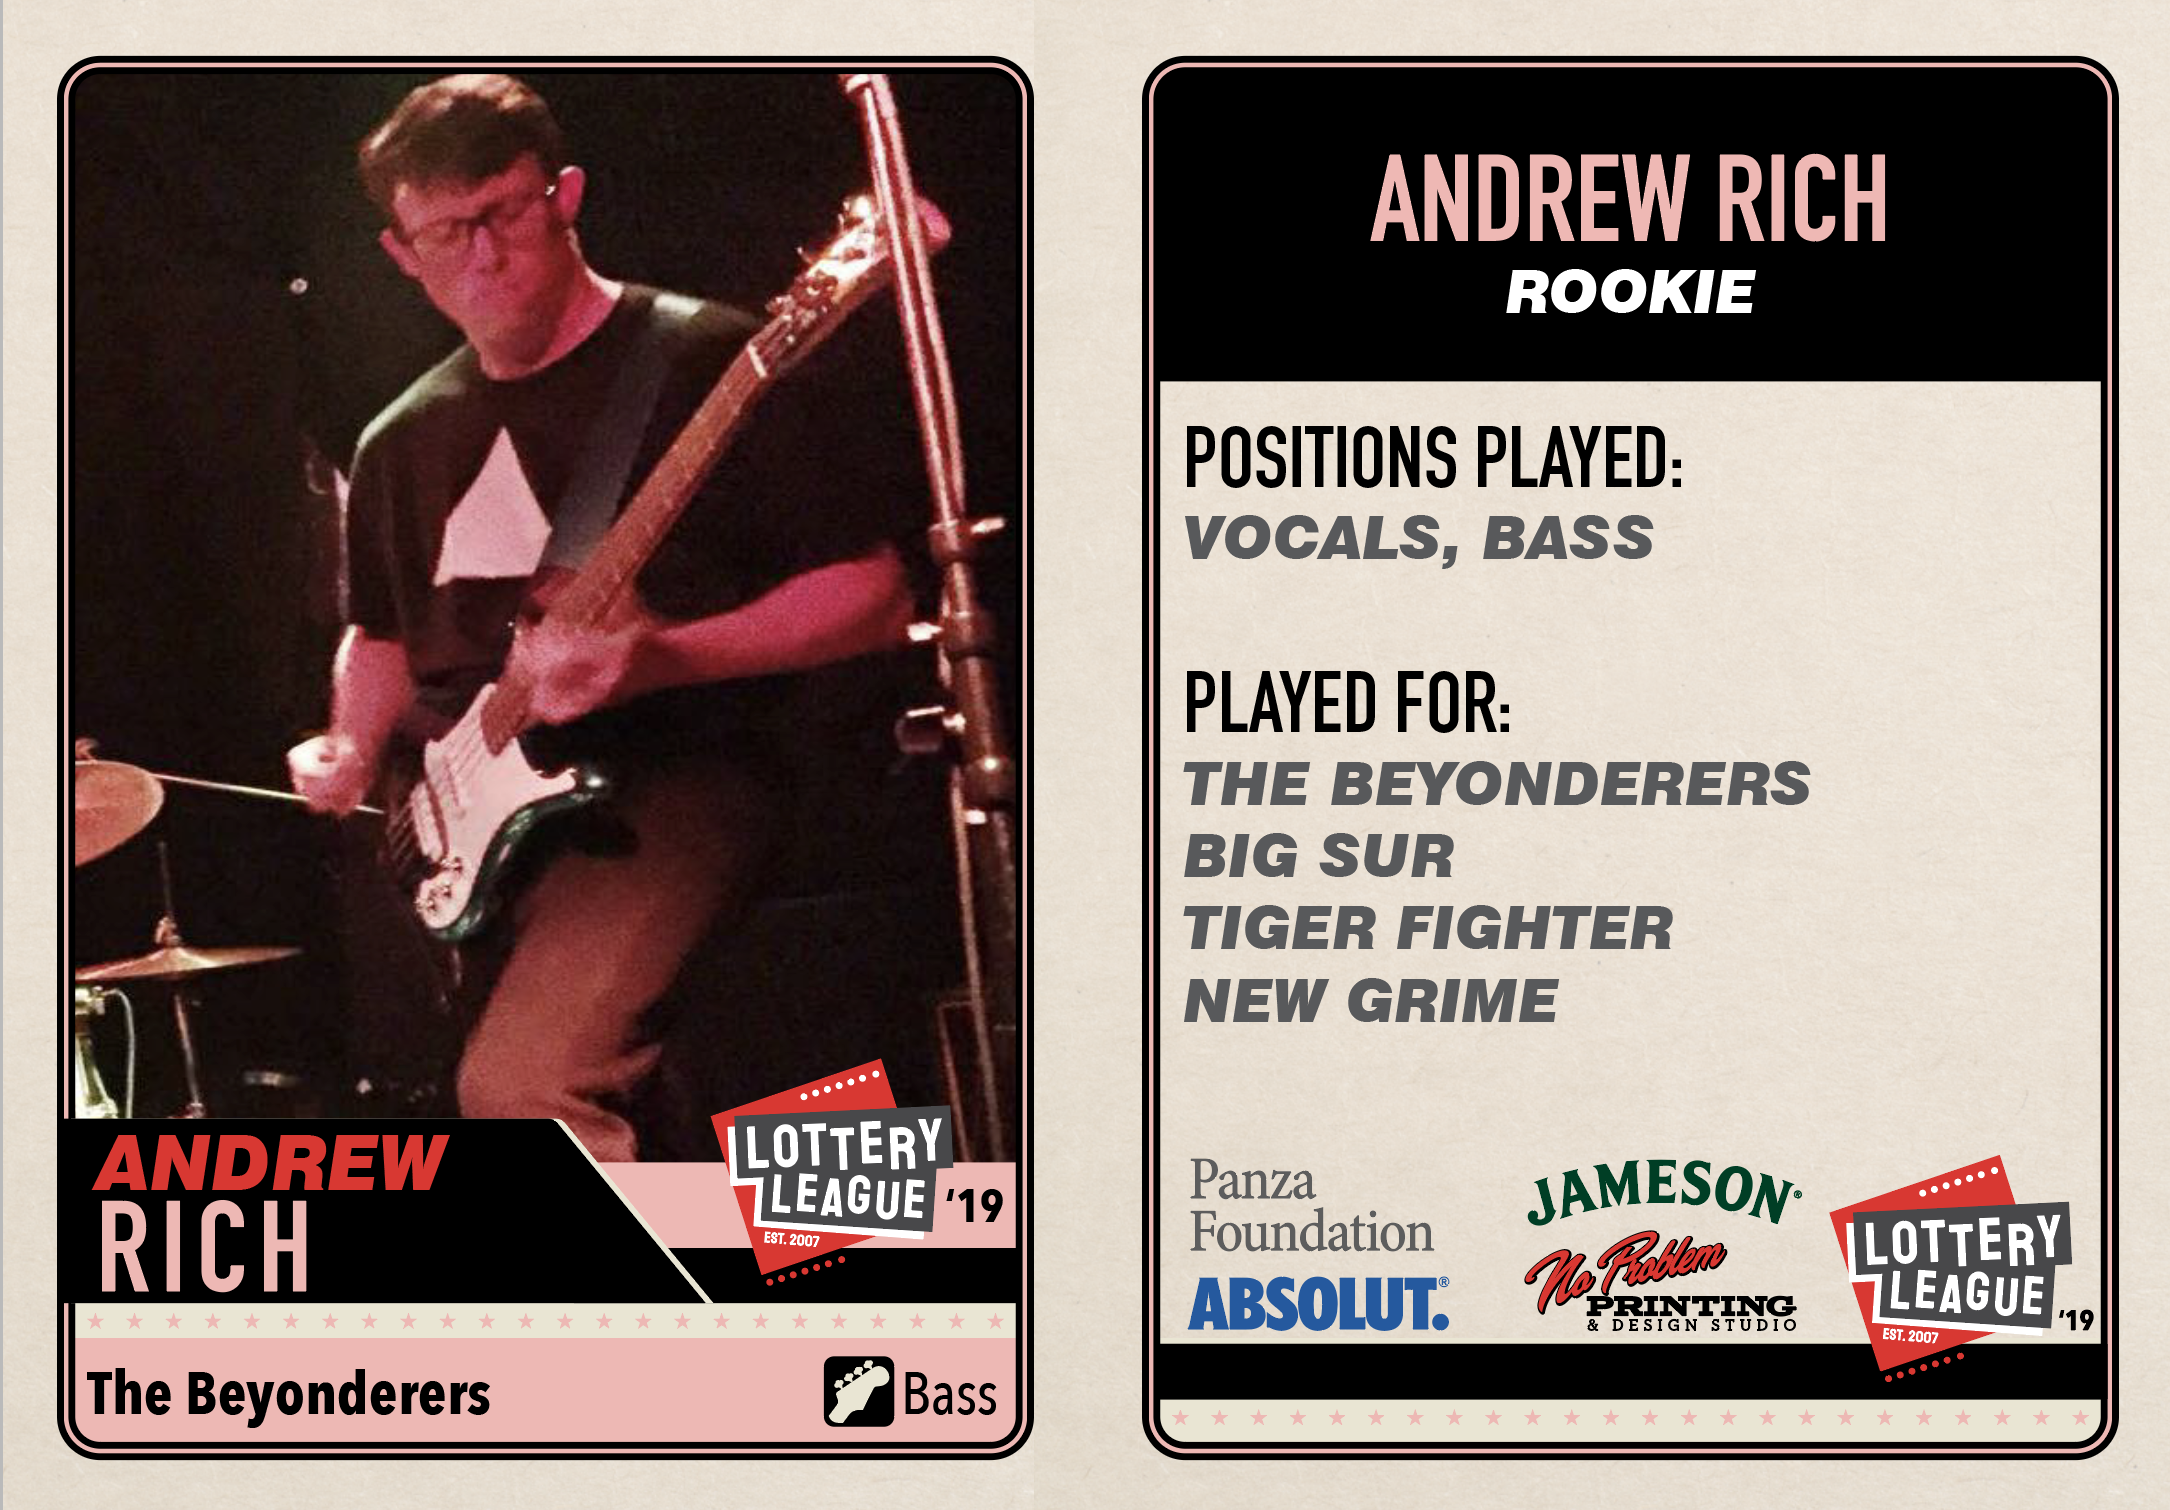 ANDREW
RICH
LOTTERY
LEAGUE
EST. 2007
'19
The Beyonderers
Bass
ANDREW RICH
ROOKIE
POSITIONS PLAYED:
VOCALS, BASS
PLAYED FOR:
THE BEYONDERERS
BIG SUR
TIGER FIGHTER
NEW GRIME
Panza
Foundation
ABSOLUT.®
JAMESON®
No Problem
PRINTING
& DESIGN STUDIO
LOTTERY
LEAGUE
EST. 2007
'19